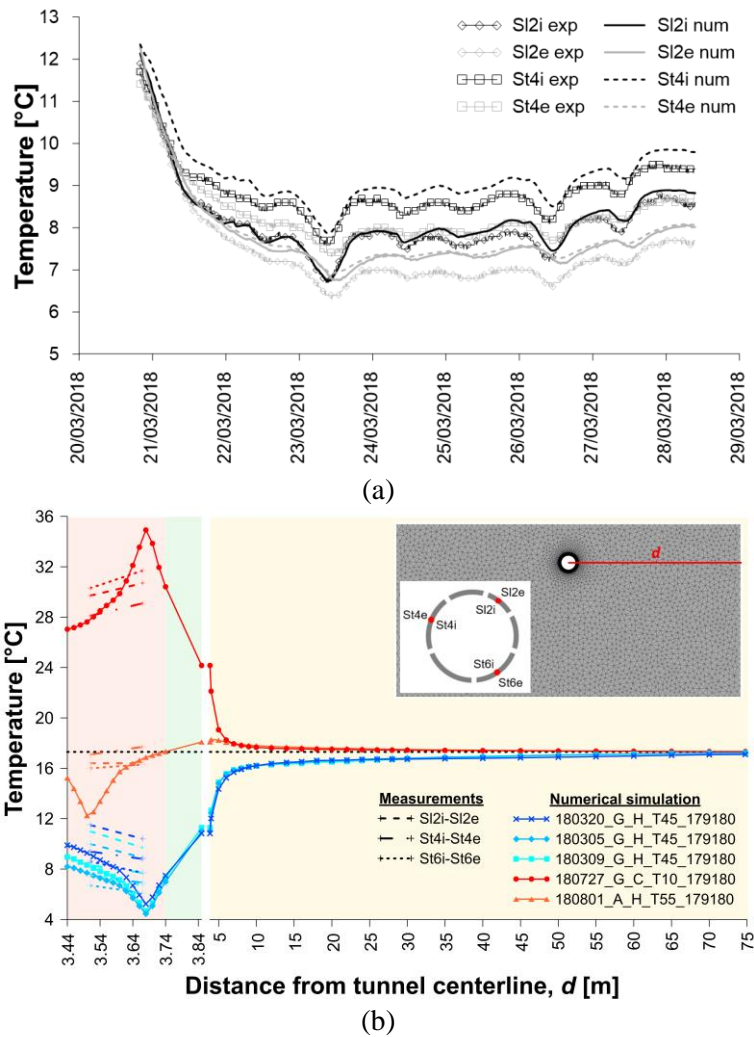 13
12
11
10
9
8
7
6
5
Temperature [°C]
Sl2i exp
Sl2e exp
St4i exp
St4e exp
Sl2i num
Sl2e num
St4i num
St4e num
20/03/2018
21/03/2018
22/03/2018
23/03/2018
24/03/2018
25/03/2018
26/03/2018
27/03/2018
28/03/2018
29/03/2018
(a)
36
32
28
24
20
16
12
8
4
Temperature [°C]
d
Sl2e
Sl2i
St4e
St4i
St6i
St6e
Measurements
Sl2i-Sl2e
St4i-St4e
St6i-St6e
Numerical simulation
180320_G_H_T45_179180
180305_G_H_T45_179180
180309_G_H_T45_179180
180727_G_C_T10_179180
180801_A_H_T55_179180
3.44
3.54
3.64
3.74
3.84
5
10
15
20
25
30
35
40
45
50
55
60
65
70
75
Distance from tunnel centerline, d [m]
(b)